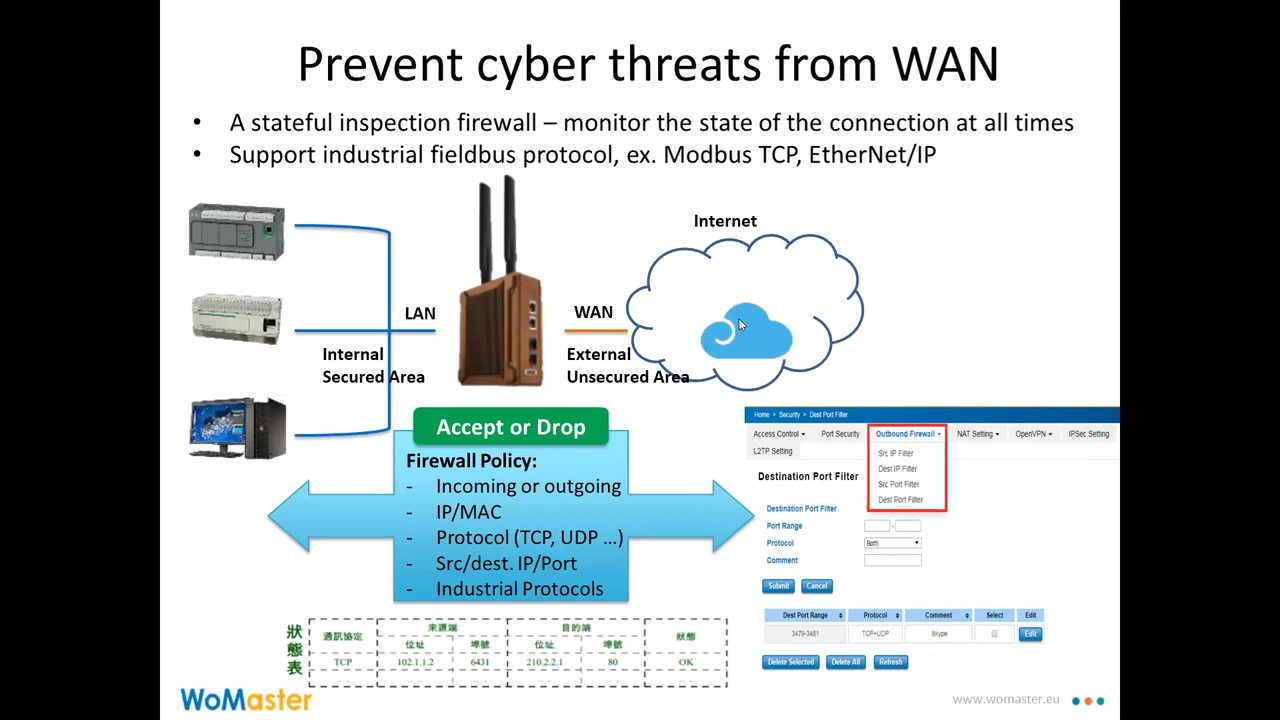 Prevent cyber threats from WAN
• A stateful inspection firewall – monitor the state of the connection at all times
• Support industrial fieldbus protocol, ex. Modbus TCP, EtherNet/IP
Internet
LAN
WAN
Internal
Secured Area
External
Unsecured Area
Accept or Drop
Firewall Policy:
- Incoming or outgoing
- IP/MAC
- Protocol (TCP, UDP ...)
- Src/dest. IP/Port
- Industrial Protocols
Home > Security > Dest Port Filter
Access Control Port Security Outbound Firewall NAT Setting OpenVPN IPSec Setting
L2TP Setting
Src IP Filter
Dest IP Filter
Src Port Filter
Dest Port Filter
Destination Port Filter
Destination Port Filter
Port Range -
Protocol Both
Comment
Submit Cancel
Dest Port Range Protocol Comment Select Edit
3479-3481 TCP+UDP Skype Edit
Delete Selected Delete All Refresh
狀態表
通訊協定 來源端 目的端 狀態
位址 埠號 位址 埠號
TCP 102.1.1.2 6431 210.2.2.1 80 OK
WoMaster
www.womaster.eu